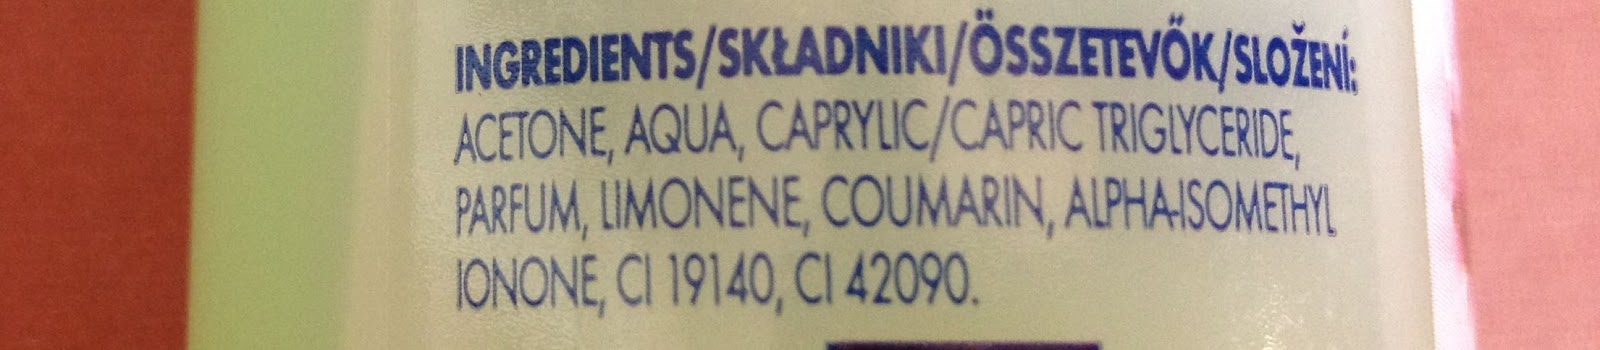 INGREDIENTS/SKŁADNIKI/ÖSSZETEVŐK/SLOŽENÍ:
ACETONE, AQUA, CAPRYLIC/CAPRIC TRIGLYCERIDE,
PARFUM, LIMONENE, COUMARIN, ALPHA-ISOMETHYL
IONONE, CI 19140, CI 42090.